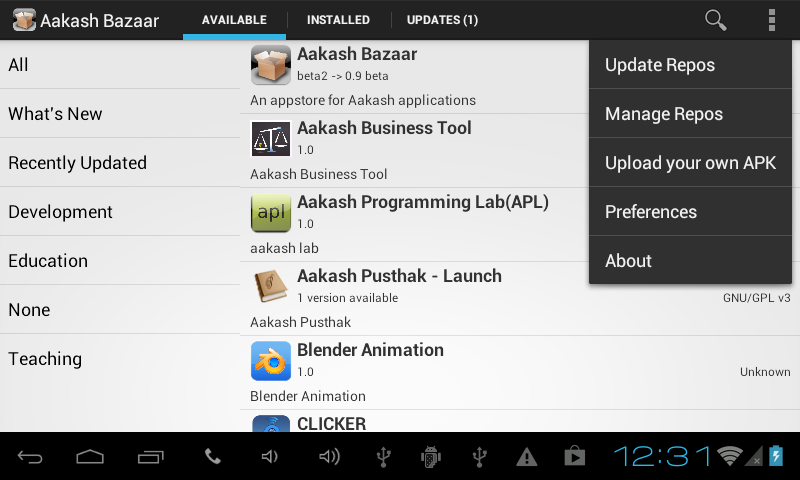 Aakash Bazaar
AVAILABLE
INSTALLED
UPDATES (1)
All
What's New
Recently Updated
Development
Education
None
Teaching
Aakash Bazaar
beta2 -> 0.9 beta
An appstore for Aakash applications
Aakash Business Tool
1.0
Aakash Business Tool
apl
Aakash Programming Lab(APL)
1.0
aakash lab
Aakash Pusthak - Launch
1 version available
GNU/GPL v3
Aakash Pusthak
Blender Animation
1.0
Unknown
Blender Animation
CLICKER
Update Repos
Manage Repos
Upload your own APK
Preferences
About
12:31